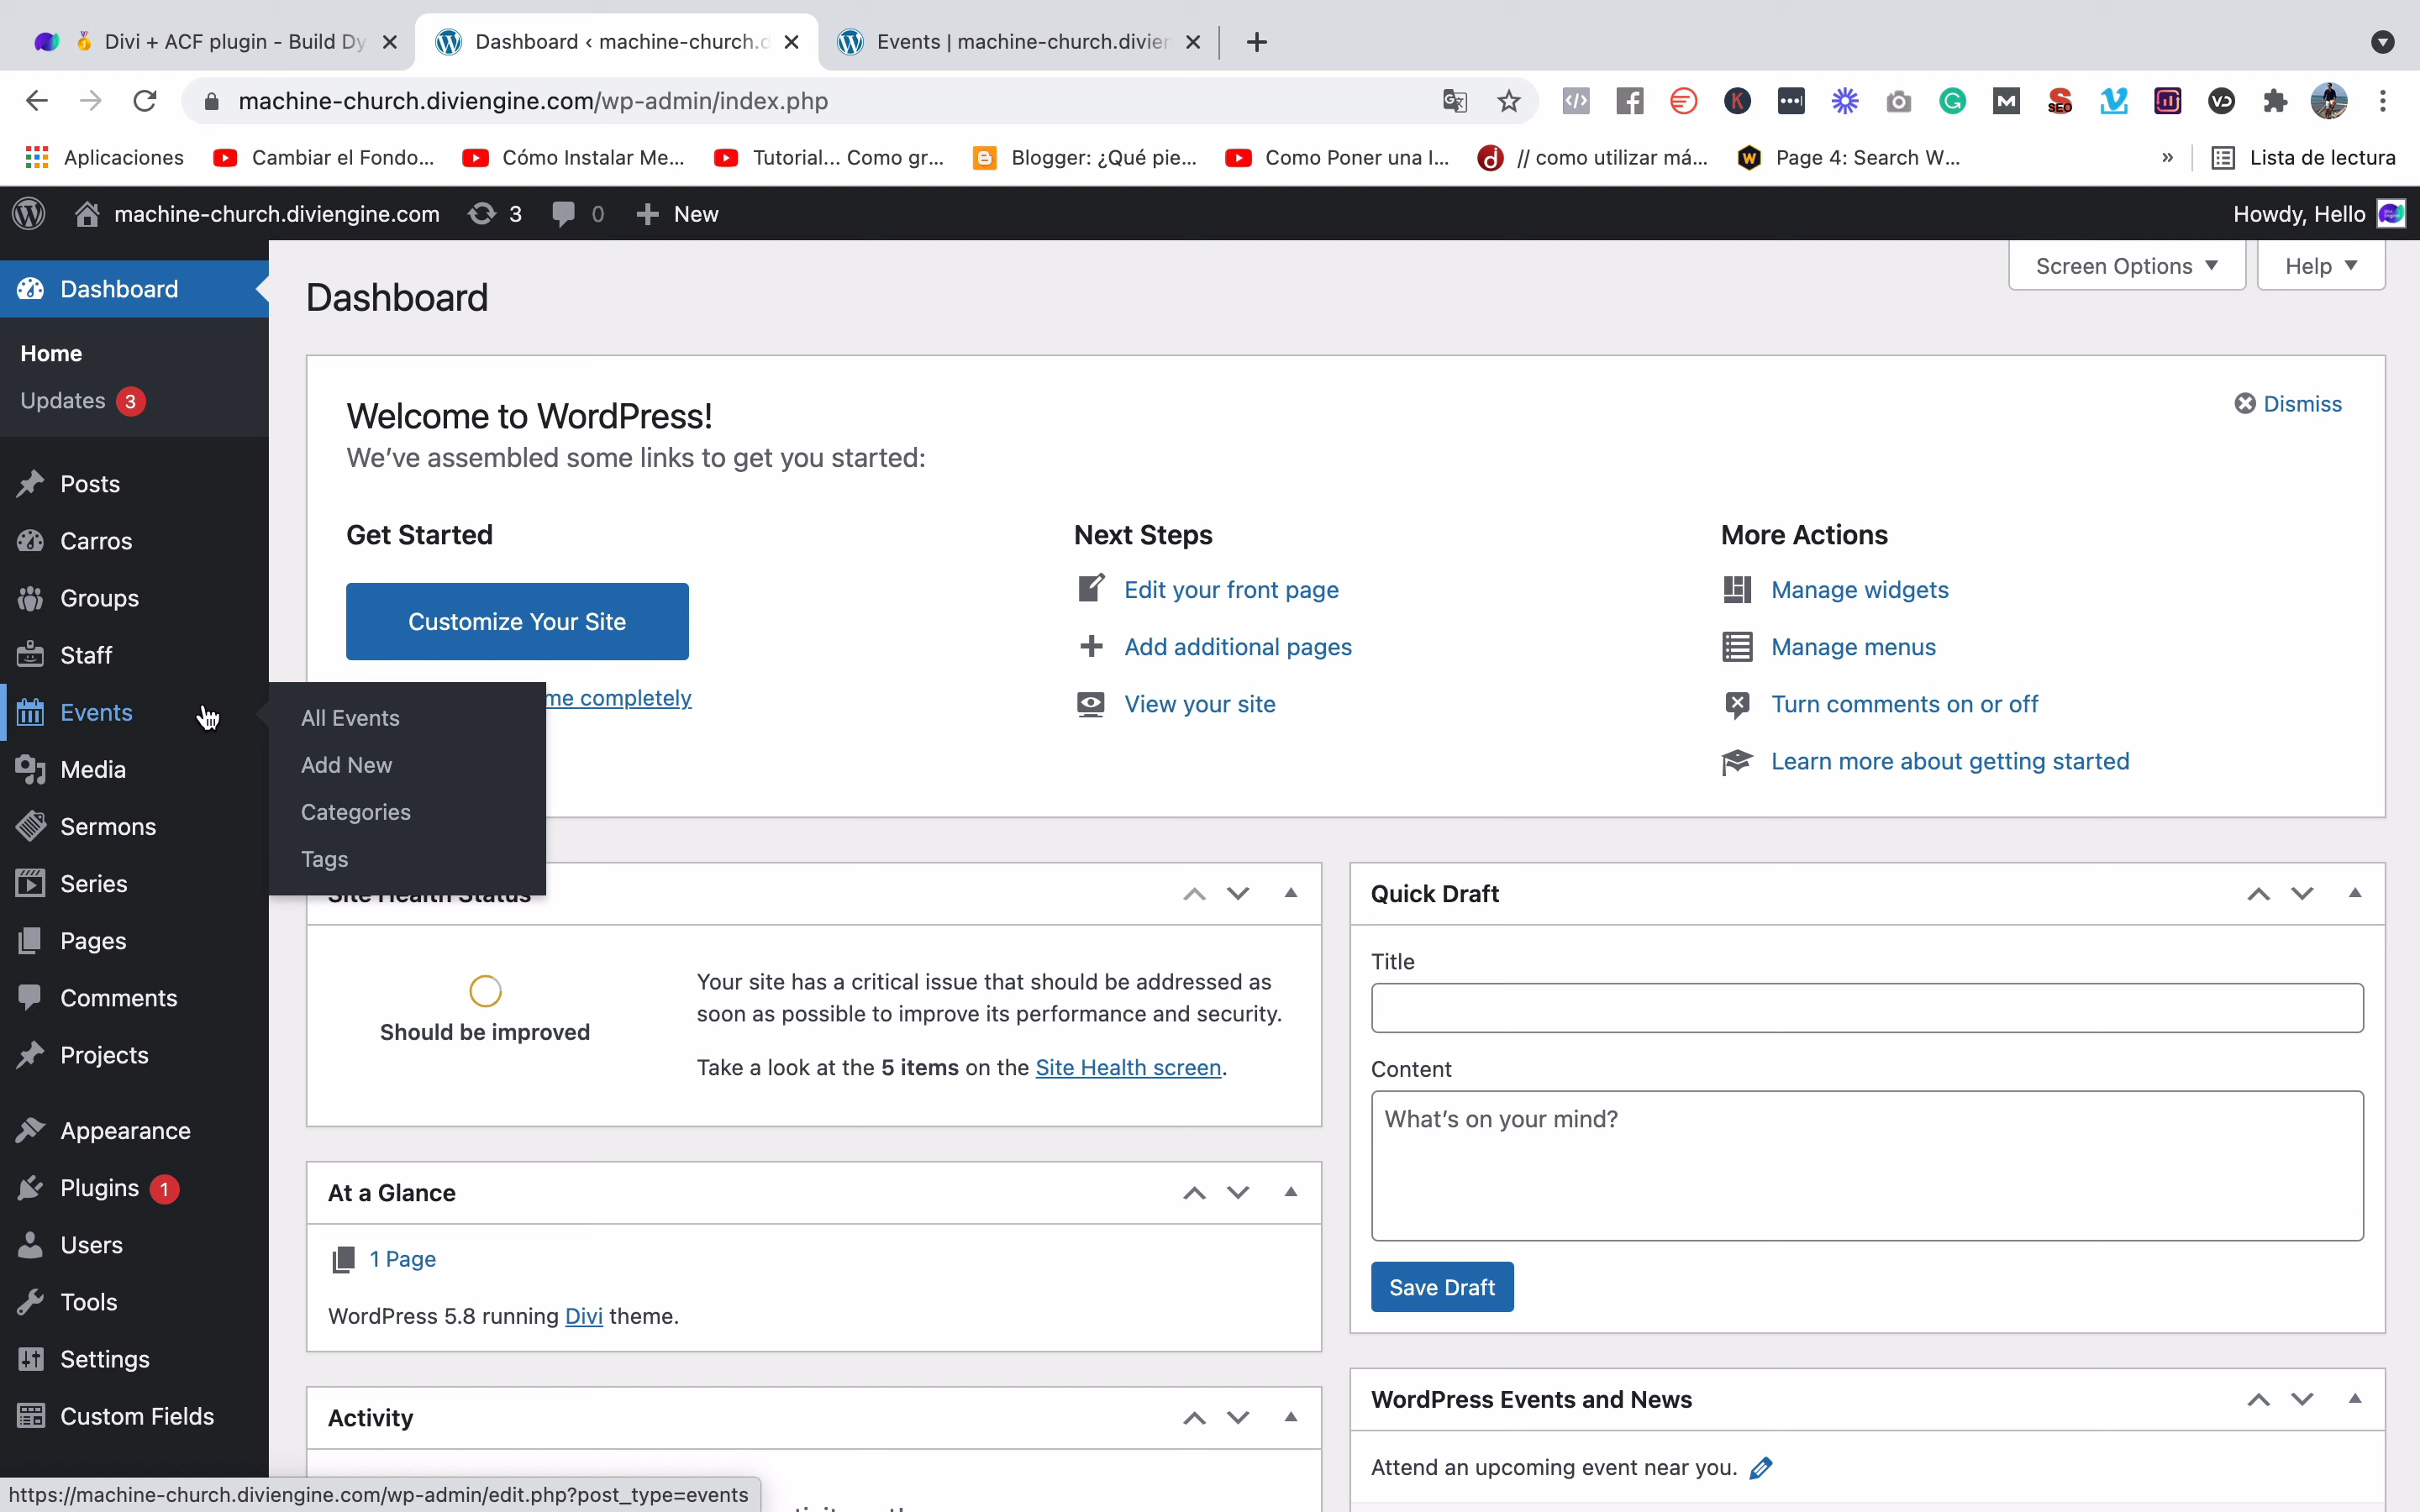 Divi + ACF plugin - Build Dy
Dashboard ‹ machine-church.d
Events | machine-church.divier
machine-church.diviengine.com/wp-admin/index.php
Aplicaciones
Cambiar el Fondo...
Cómo Instalar Me...
Tutorial... Como gr...
Blogger: ¿Qué pie...
Como Poner una I...
// como utilizar má...
Page 4: Search W...
»
Lista de lectura
machine-church.diviengine.com
3
0
New
Howdy, Hello
Dashboard
Home
Updates 3
Posts
Carros
Groups
Staff
Events
Media
Sermons
Series
Pages
Comments
Projects
Appearance
Plugins 1
Users
Tools
Settings
Custom Fields
All Events
Add New
Categories
Tags
Screen Options
Help
Dashboard
Welcome to WordPress!
We've assembled some links to get you started:
Dismiss
Get Started
Customize Your Site
me completely
Next Steps
Edit your front page
Add additional pages
View your site
More Actions
Manage widgets
Manage menus
Turn comments on or off
Learn more about getting started
Site Health Status
Should be improved
Your site has a critical issue that should be addressed as
soon as possible to improve its performance and security.
Take a look at the 5 items on the Site Health screen.
At a Glance
1 Page
WordPress 5.8 running Divi theme.
Activity
Quick Draft
Title
Content
What's on your mind?
Save Draft
WordPress Events and News
Attend an upcoming event near you.
https://machine-church.diviengine.com/wp-admin/edit.php?post_type=events